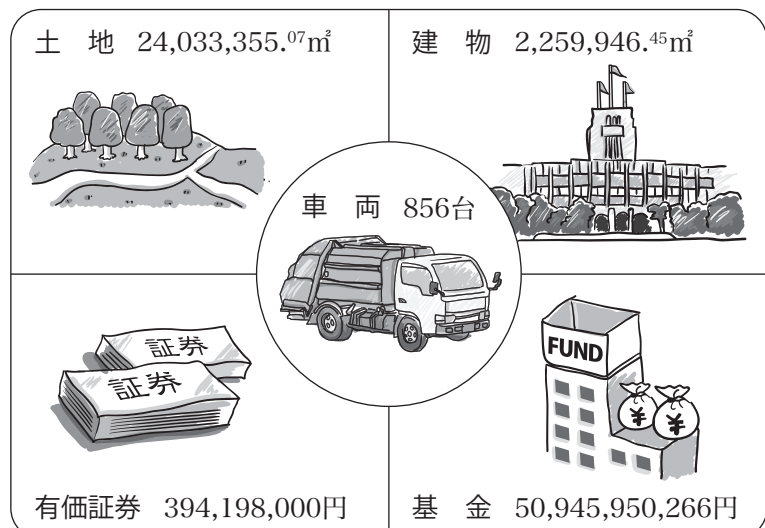 土　地 24,033,355.07㎡
建　物 2,259,946.45㎡
車　両 856台
証券
証券
FUND
¥
¥
有価証券 394,198,000円
基　金 50,945,950,266円